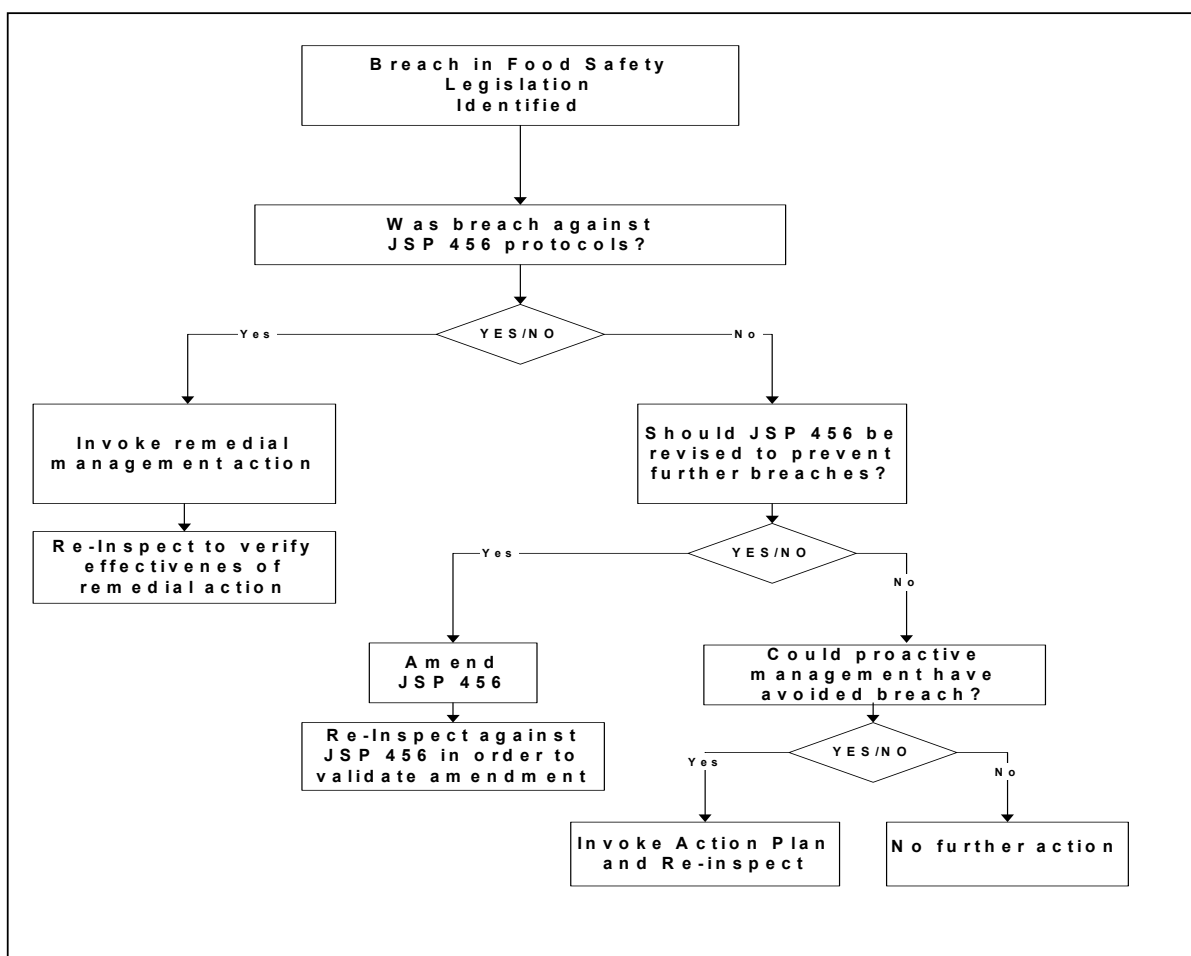 Breach in Food Safety
Legislation
Identified
Was breach against
JSP 456 protocols?
YES/NO
Yes
No
Invoke remedial
management action
Should JSP 456 be
revised to prevent
further breaches?
Re-Inspect to verify
effectivenes of
remedial action
YES/NO
Yes
No
Amend
JSP 456
Could proactive
management have
avoided breach?
Re-Inspect against
JSP 456 in order to
validate amendment
YES/NO
Yes
No
Invoke Action Plan
and Re-inspect
No further action